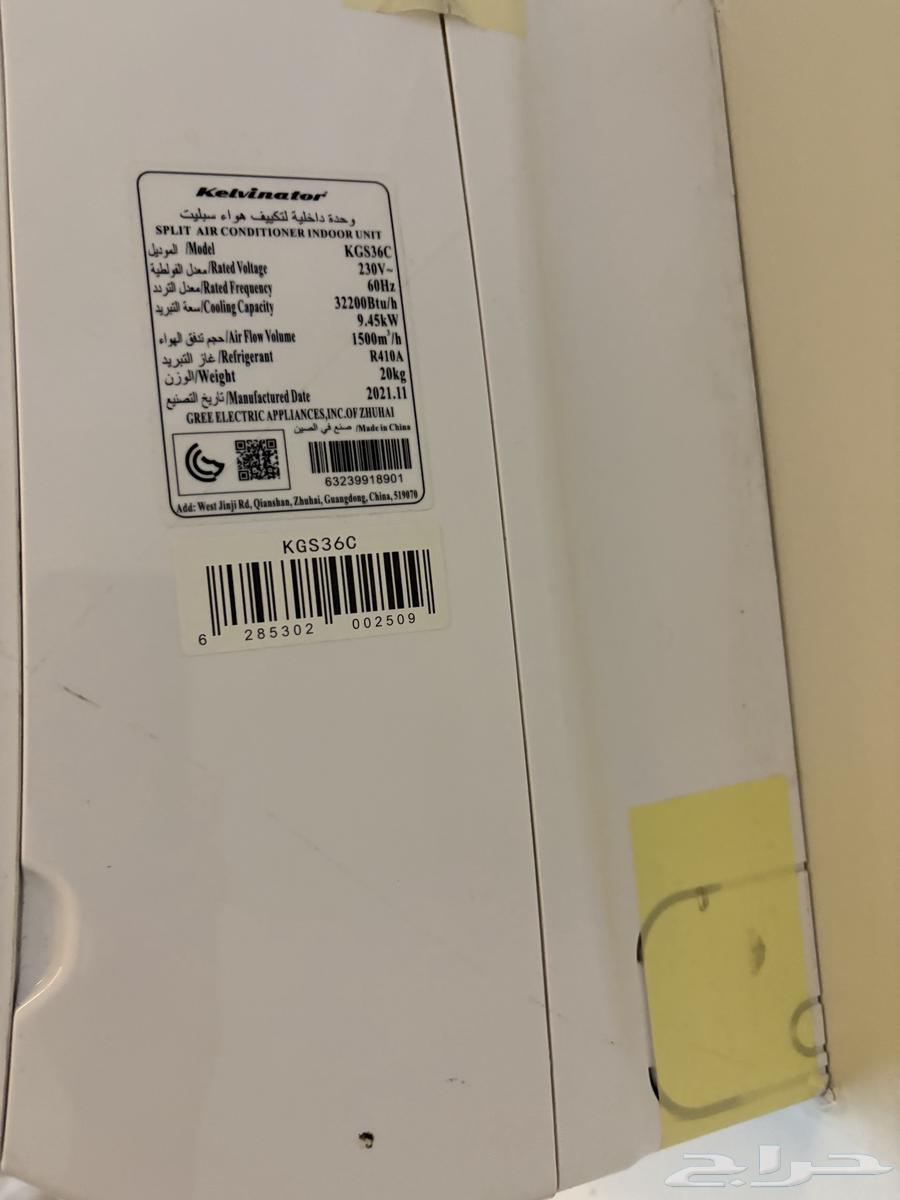 Kelvinator
وحدة داخلية لتكييف هواء سبليت
SPLIT AIR CONDITIONER INDOOR UNIT
الموديل /Model KGS36C
معدل الفولطية/Rated Voltage 230V~
معدل التردد/Rated Frequency 60Hz
سعة التبريد/Cooling Capacity 32200Btu/h
9.45kW
حجم تدفق الهواء/Air Flow Volume 1500m³/h
غاز التبريد/Refrigerant R410A
الوزن/Weight 20kg
تاريخ التصنيع/Manufactured Date 2021.11
GREE ELECTRIC APPLIANCES,INC.OF ZHUHAI
صنع في الصين /Made in China
63239918901
Add: West Jinji Rd, Qianshan, Zhuhai, Guangdong, China, 519070
KGS36C
6 285302 002509
حراج